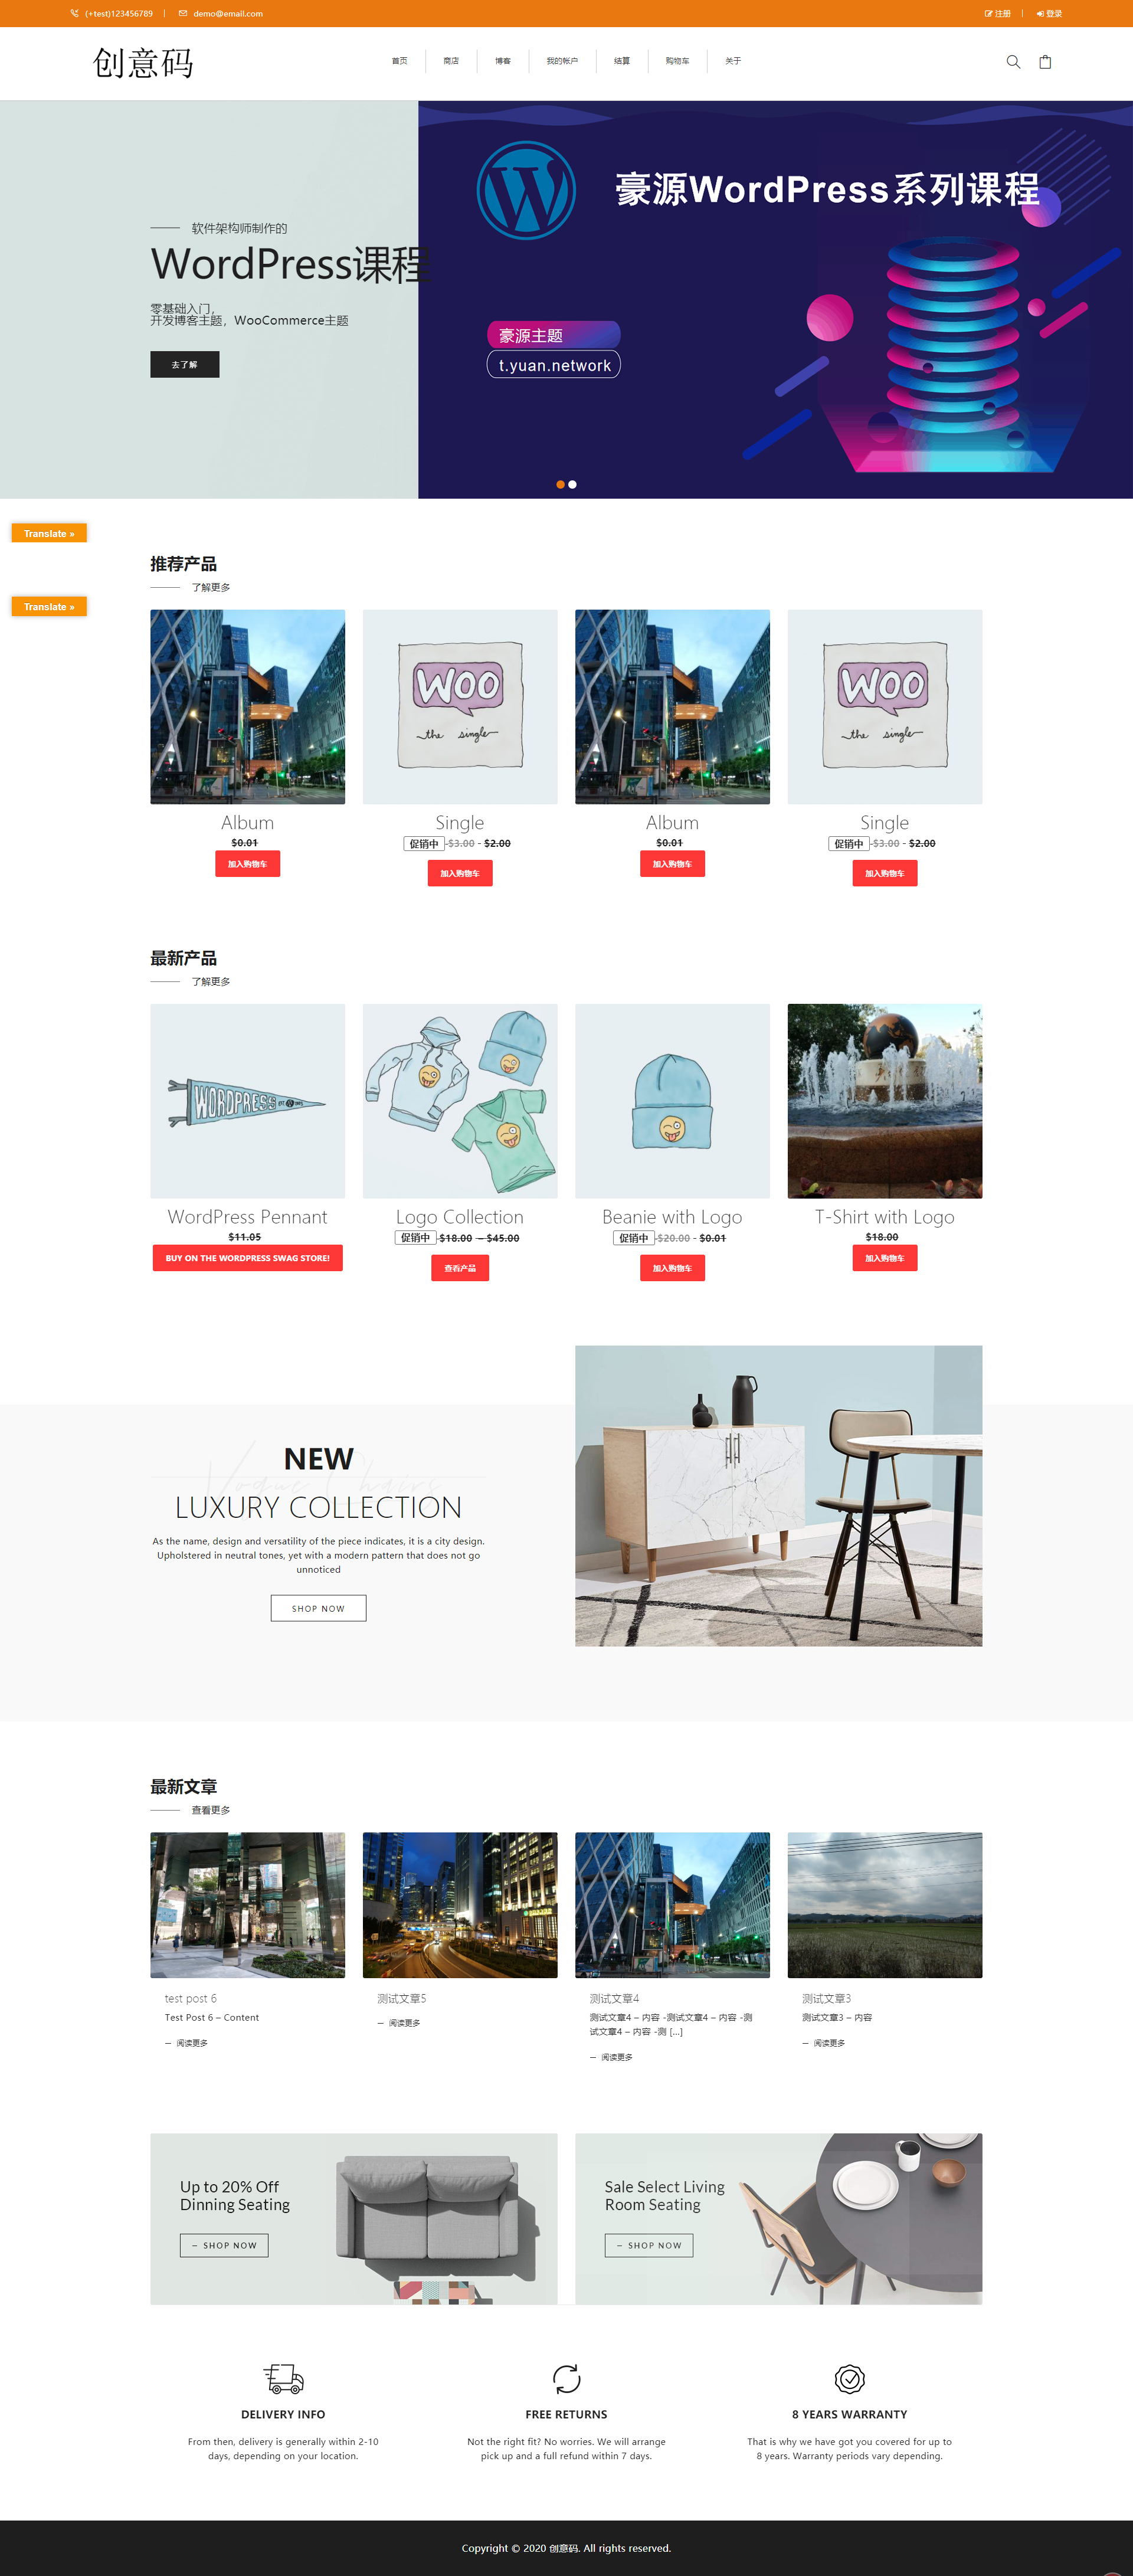 (+test)123456789
demo@email.com
注册
登录
创意码
首页
商店
博客
我的帐户
结算
购物车
关于
软件架构师制作的
WordPress课程
零基础入门，
开发博客主题，WooCommerce主题
去了解
豪源WordPress系列课程
豪源主题
t.yuan.network
Translate »
推荐产品
了解更多
Translate »
WOO
the single
WOO
the single
Album
Single
Album
Single
$0.01
促销中 -$3.00 - $2.00
$0.01
促销中 -$3.00 - $2.00
加入购物车
加入购物车
加入购物车
加入购物车
最新产品
了解更多
WORDPRESS
WordPress Pennant
Logo Collection
Beanie with Logo
T-Shirt with Logo
$11.05
促销中 -$18.00 – $45.00
促销中 -$20.00 - $0.01
$18.00
BUY ON THE WORDPRESS SWAG STORE!
查看产品
加入购物车
加入购物车
NEW
Vogue Chairs
LUXURY COLLECTION
As the name, design and versatility of the piece indicates, it is a city design.
Upholstered in neutral tones, yet with a modern pattern that does not go
unnoticed
SHOP NOW
最新文章
查看更多
test post 6
Test Post 6 – Content
— 阅读更多
测试文章5
— 阅读更多
测试文章4
测试文章4 – 内容 -测试文章4 – 内容 -测
试文章4 – 内容 -测 [...]
— 阅读更多
测试文章3
测试文章3 – 内容
— 阅读更多
Up to 20% Off
Dinning Seating
— SHOP NOW
Sale Select Living
Room Seating
— SHOP NOW
DELIVERY INFO
From then, delivery is generally within 2-10
days, depending on your location.
FREE RETURNS
Not the right fit? No worries. We will arrange
pick up and a full refund within 7 days.
8 YEARS WARRANTY
That is why we have got you covered for up to
8 years. Warranty periods vary depending.
Copyright © 2020 创意码. All rights reserved.